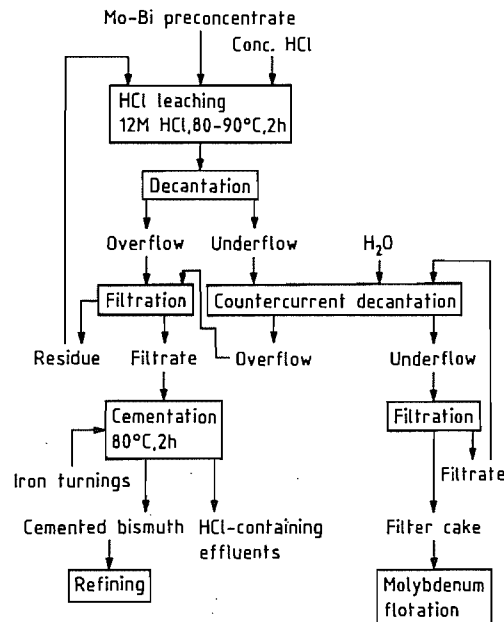 Mo-Bi preconcentrate
Conc. HCl
HCl leaching
12M HCl,80-90°C,2h
Decantation
Overflow
Underflow
H₂O
Filtration
Countercurrent decantation
Residue
Filtrate
Overflow
Underflow
Cementation
80°C,2h
Filtration
Iron turnings
Filtrate
Cemented bismuth
HCl-containing
effluents
Filter cake
Refining
Molybdenum
flotation